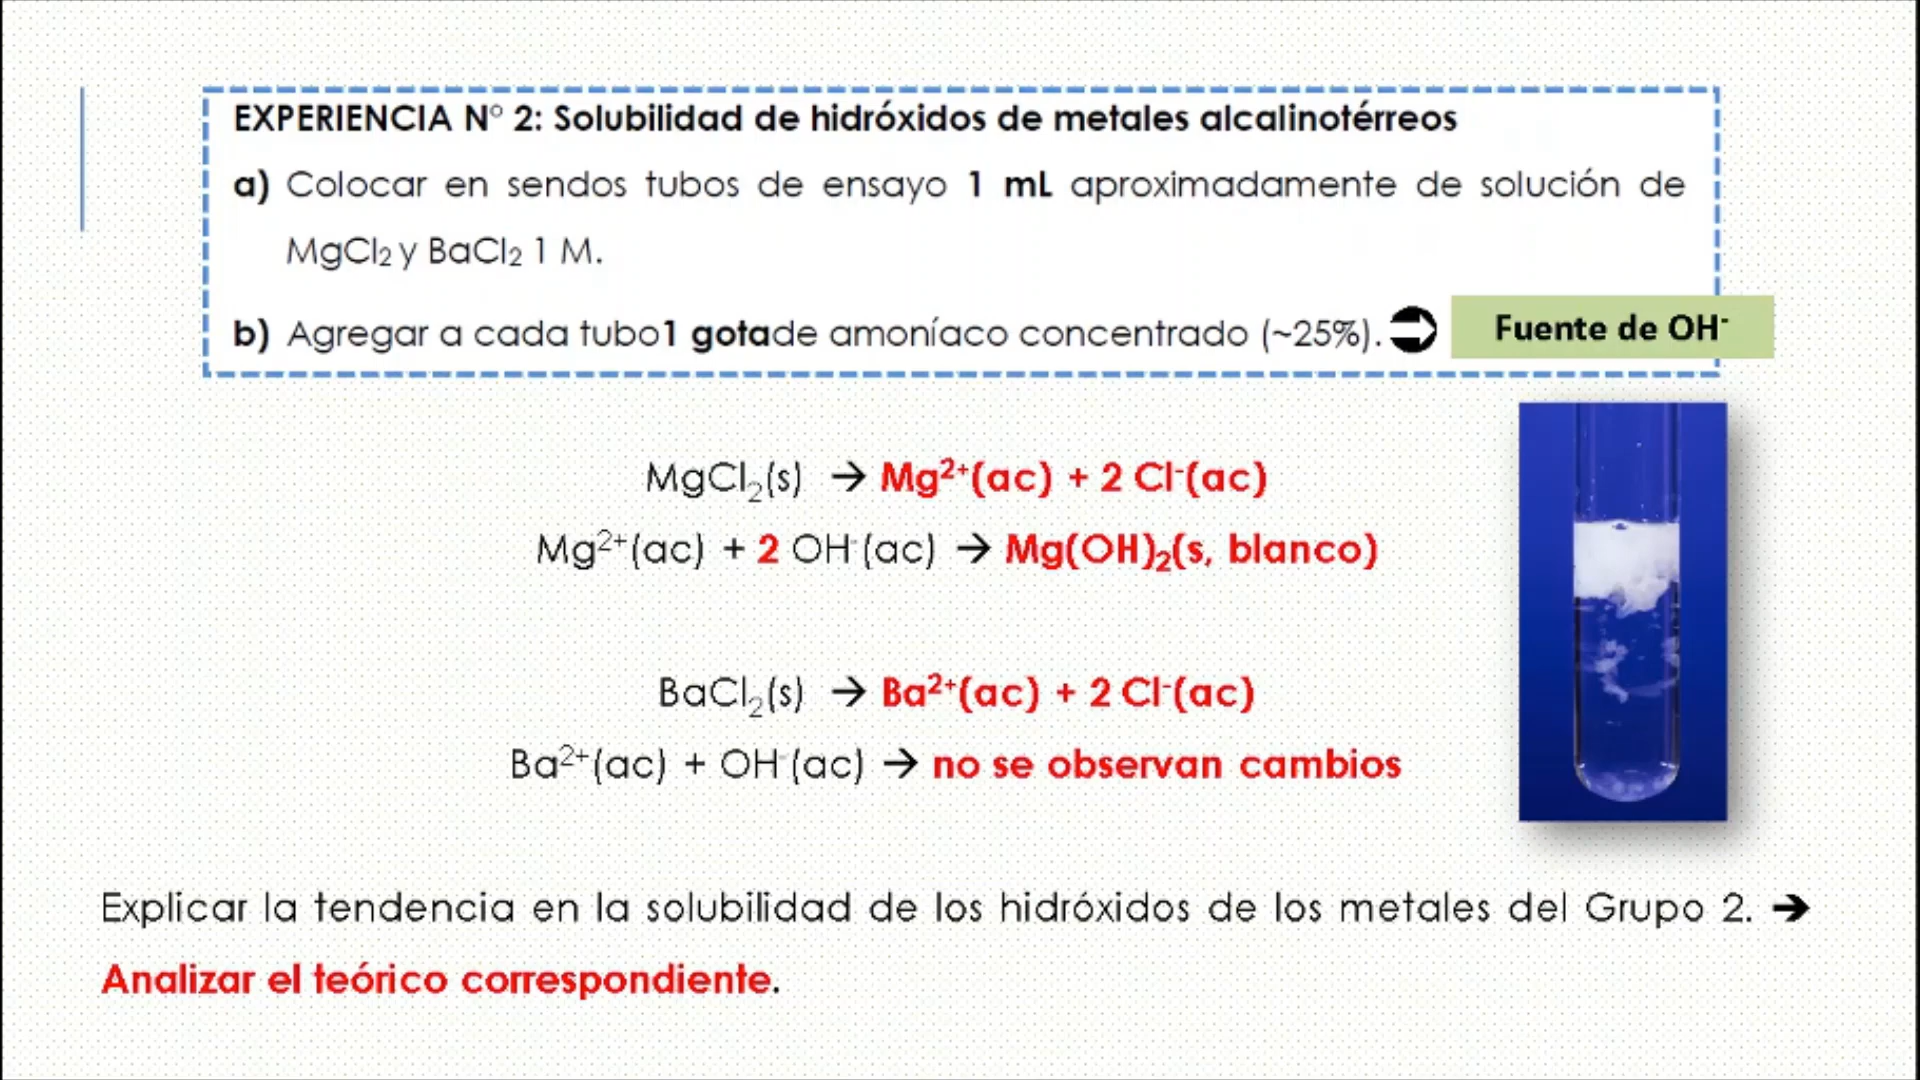 EXPERIENCIA N° 2: Solubilidad de hidróxidos de metales alcalinotérreos
a) Colocar en sendos tubos de ensayo 1 mL aproximadamente de solución de
MgCl₂ y BaCl₂ 1 M.
b) Agregar a cada tubo1 gotade amoníaco concentrado (~25%). ➲ Fuente de OH⁻
MgCl₂(s) → Mg²⁺(ac) + 2 Cl⁻(ac)
Mg²⁺(ac) + 2 OH⁻(ac) → Mg(OH)₂(s, blanco)
BaCl₂(s) → Ba²⁺(ac) + 2 Cl⁻(ac)
Ba²⁺(ac) + OH⁻(ac) → no se observan cambios
Explicar la tendencia en la solubilidad de los hidróxidos de los metales del Grupo 2. →
Analizar el teórico correspondiente.